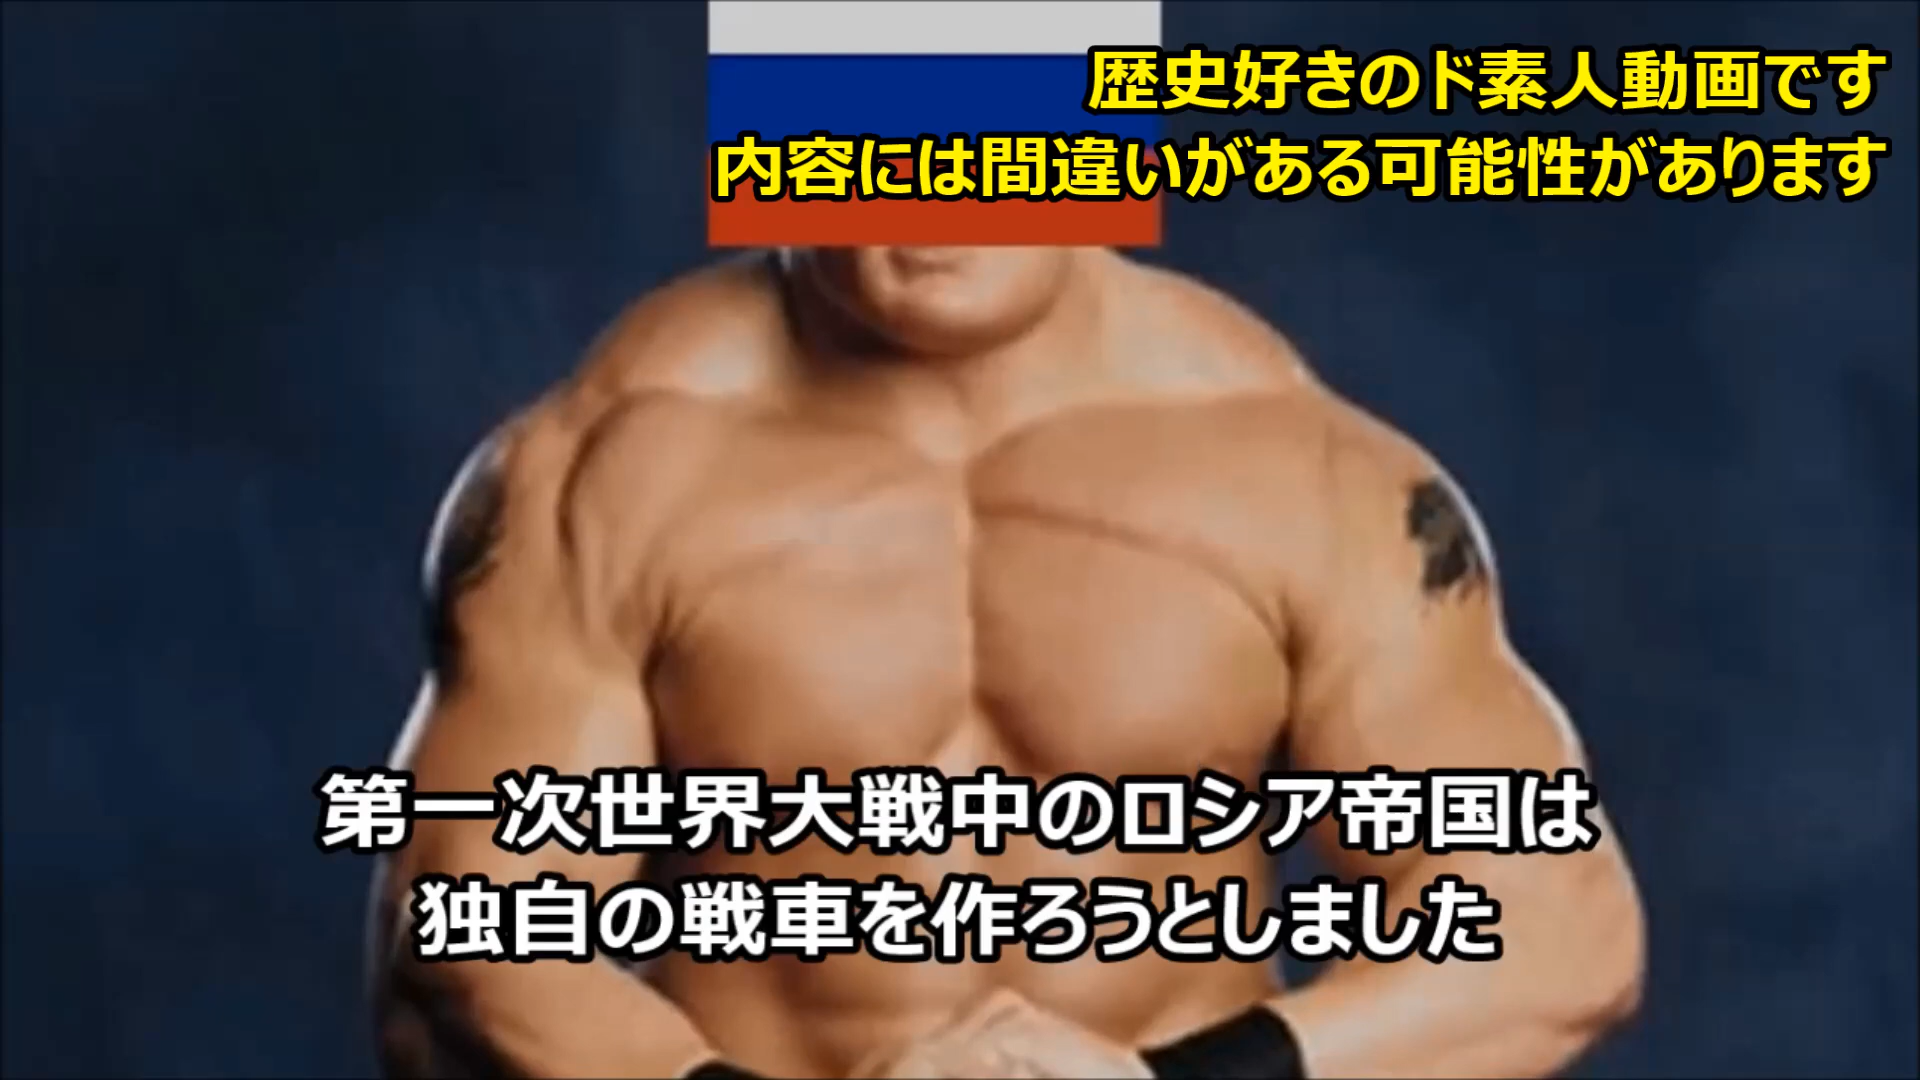 歴史好きのド素人動画です
内容には間違いがある可能性があります
第一次世界大戦中のロシア帝国は
独自の戦車を作ろうとしました